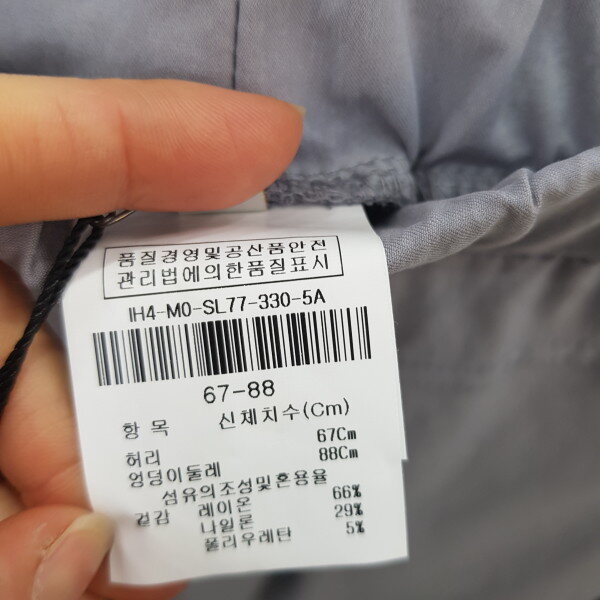 품질경영및공산품안전
관리법에의한품질표시
IH4-M0-SL77-330-5A
67-88
항 목 신체치수(Cm)
허리 67Cm
엉덩이둘레 88Cm
섬유의조성및혼용율
겉감 레이온 66%
나일론 29%
폴리우레탄 5%